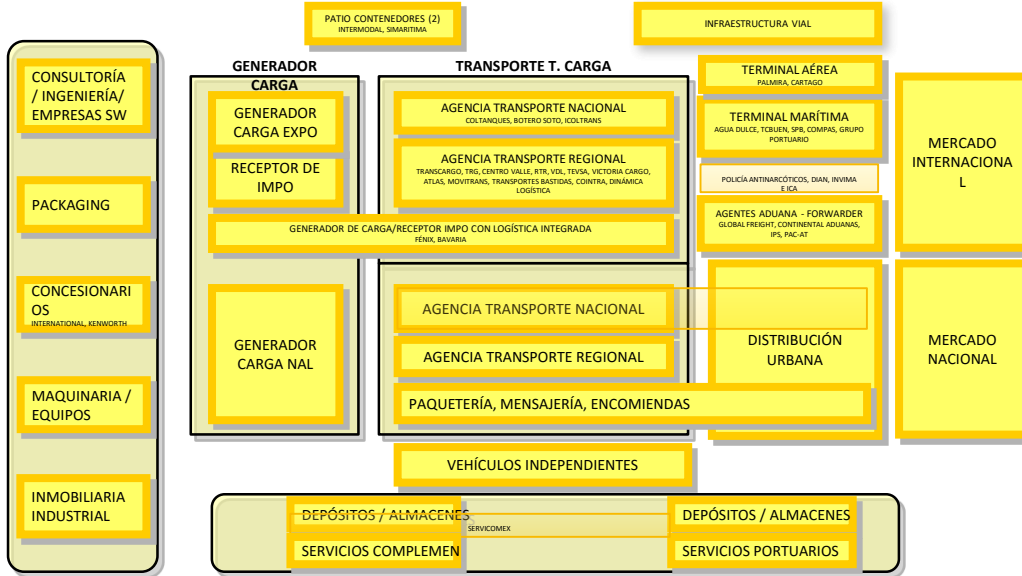 PATIO CONTENEDORES (2)
INTERMODAL, SIMARITIMA
INFRAESTRUCTURA VIAL
CONSULTORÍA
/ INGENIERÍA/
EMPRESAS SW
PACKAGING
CONCESIONARI
OS
INTERNATIONAL, KENWORTH
MAQUINARIA /
EQUIPOS
INMOBILIARIA
INDUSTRIAL
GENERADOR
CARGA
GENERADOR
CARGA EXPO
RECEPTOR DE
IMPO
TRANSPORTE T. CARGA
AGENCIA TRANSPORTE NACIONAL
COLTANQUES, BOTERO SOTO, ICOLTRANS
AGENCIA TRANSPORTE REGIONAL
TRANSCARGO, TRG, CENTRO VALLE, RTR, VDL, TEVSA, VICTORIA CARGO,
ATLAS, MOVITRANS, TRANSPORTES BASTIDAS, COINTRA, DINÁMICA
LOGÍSTICA
GENERADOR DE CARGA/RECEPTOR IMPO CON LOGÍSTICA INTEGRADA
FÉNIX, BAVARIA
TERMINAL AÉREA
PALMIRA, CARTAGO
TERMINAL MARÍTIMA
AGUA DULCE, TCBUEN, SPB, COMPAS, GRUPO
PORTUARIO
POLICÍA ANTINARCÓTICOS, DIAN, INVIMA
E ICA
AGENTES ADUANA - FORWARDER
GLOBAL FREIGHT, CONTINENTAL ADUANAS,
IPS, PAC-AT
MERCADO
INTERNACIONA
L
GENERADOR
CARGA NAL
AGENCIA TRANSPORTE NACIONAL
AGENCIA TRANSPORTE REGIONAL
PAQUETERÍA, MENSAJERÍA, ENCOMIENDAS
DISTRIBUCIÓN
URBANA
MERCADO
NACIONAL
VEHÍCULOS INDEPENDIENTES
DEPÓSITOS / ALMACENES
SERVICOMEX
SERVICIOS COMPLEMEN
DEPÓSITOS / ALMACENES
SERVICIOS PORTUARIOS